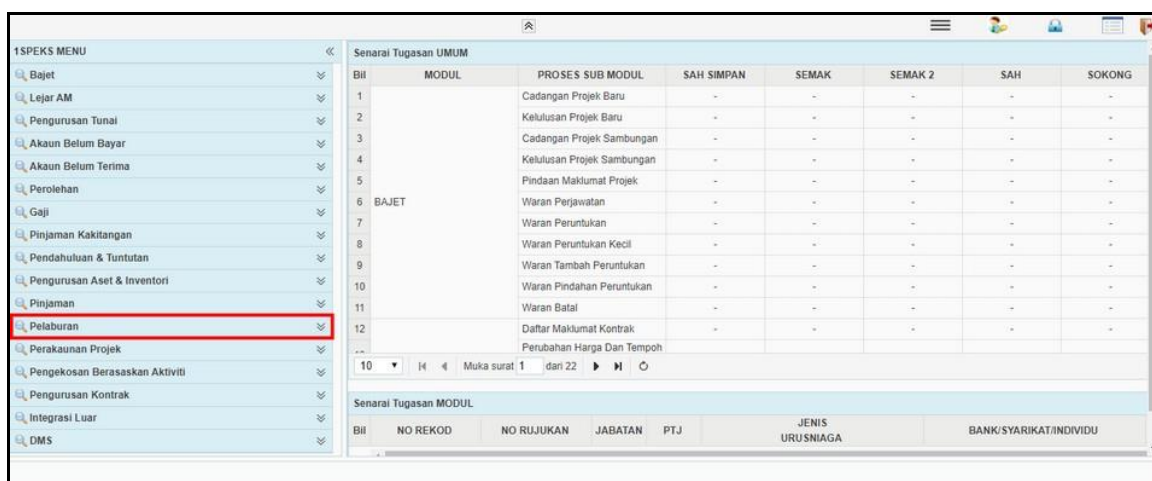 1SPEKS MENU
Bajet
Lejar AM
Pengurusan Tunai
Akaun Belum Bayar
Akaun Belum Terima
Perolehan
Gaji
Pinjaman Kakitangan
Pendahuluan & Tuntutan
Pengurusan Aset & Inventori
Pinjaman
Pelaburan
Perakaunan Projek
Pengekosan Berasaskan Aktiviti
Pengurusan Kontrak
Integrasi Luar
DMS
Senarai Tugasan UMUM
Bil MODUL PROSES SUB MODUL SAH SIMPAN SEMAK SEMAK 2 SAH SOKONG
1 Cadangan Projek Baru - - - - -
2 Kelulusan Projek Baru - - - - -
3 Cadangan Projek Sambungan - - - - -
4 Kelulusan Projek Sambungan - - - - -
5 Pindaan Maklumat Projek - - - - -
6 BAJET Waran Perjawatan - - - - -
7 Waran Peruntukan - - - - -
8 Waran Peruntukan Kecil - - - - -
9 Waran Tambah Peruntukan - - - - -
10 Waran Pindahan Peruntukan - - - - -
11 Waran Batal - - - - -
12 Daftar Maklumat Kontrak - - - - -
Perubahan Harga Dan Tempoh
10 Muka surat 1 dari 22
Senarai Tugasan MODUL
Bil NO REKOD NO RUJUKAN JABATAN PTJ JENIS URUSNIAGA BANK/SYARIKAT/INDIVIDU